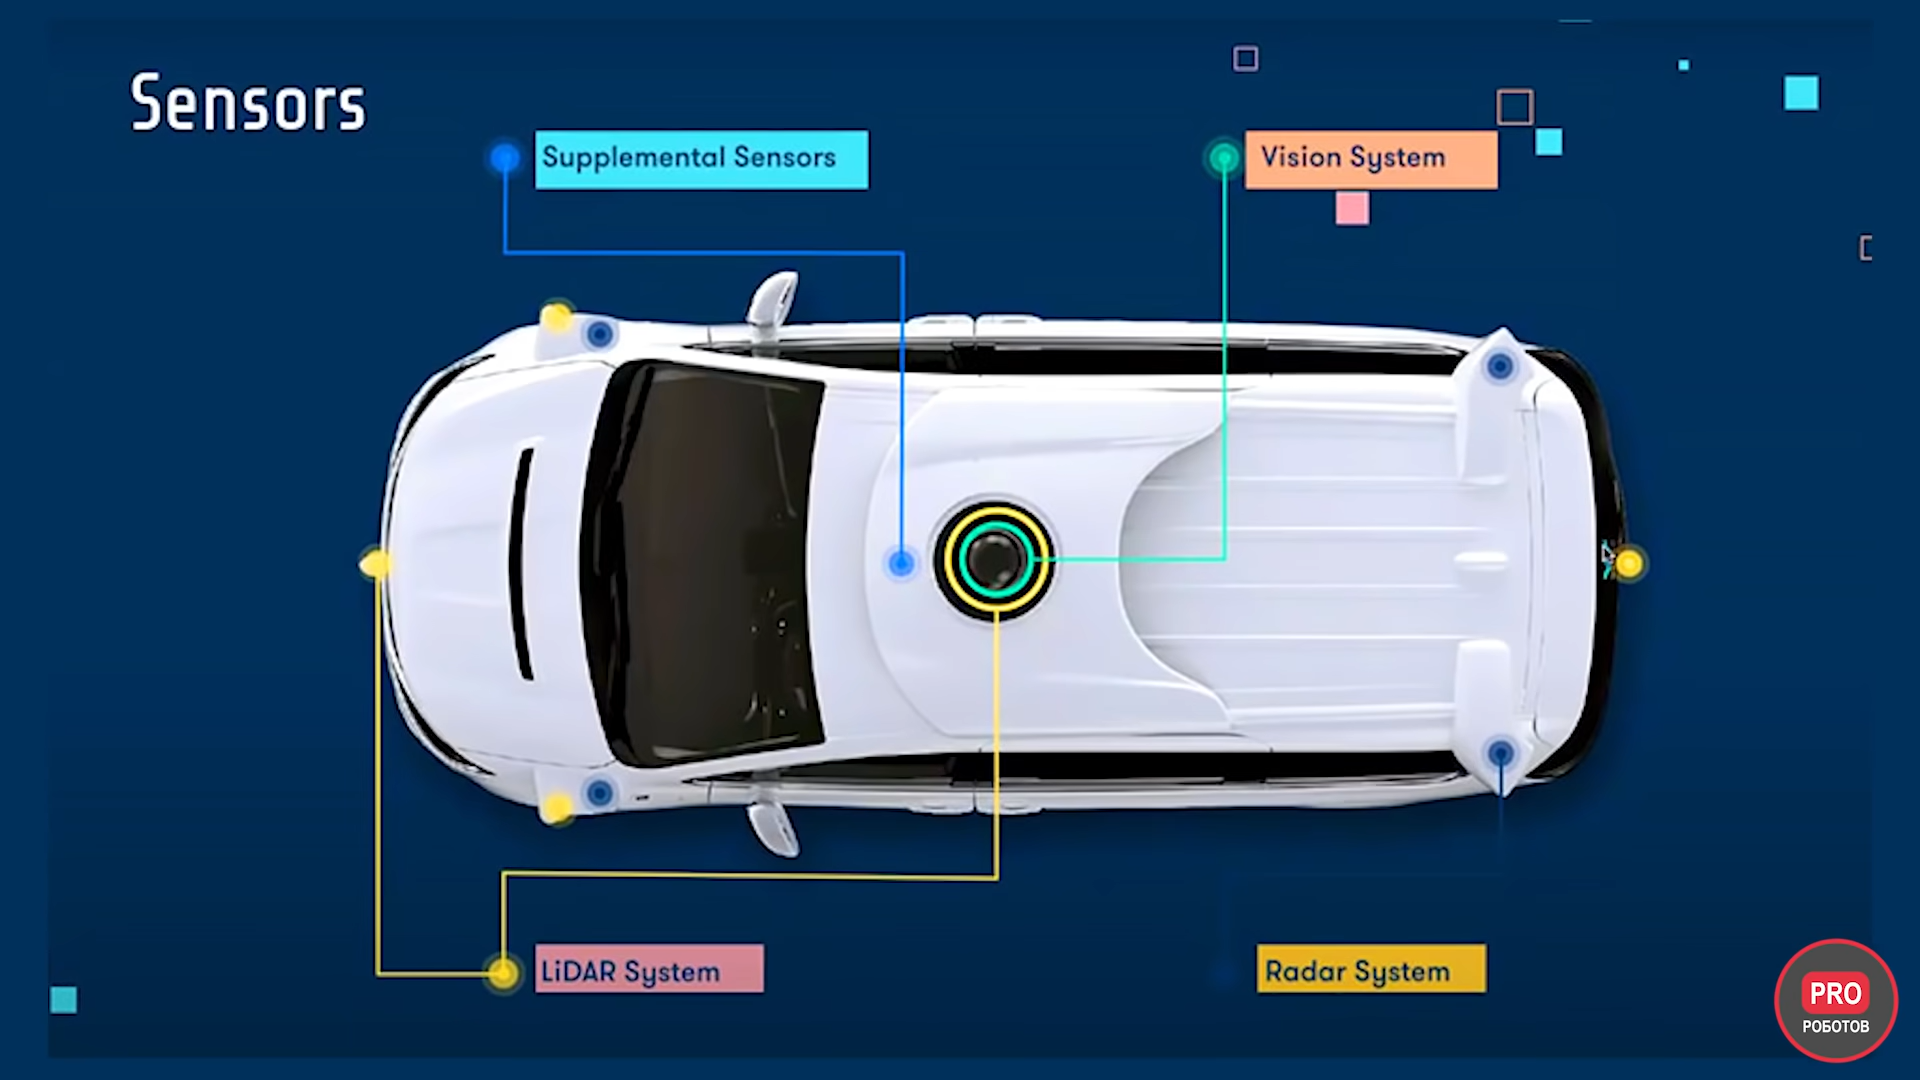 Sensors
Supplemental Sensors
Vision System
LiDAR System
Radar System
PRO
РОБОТОВ